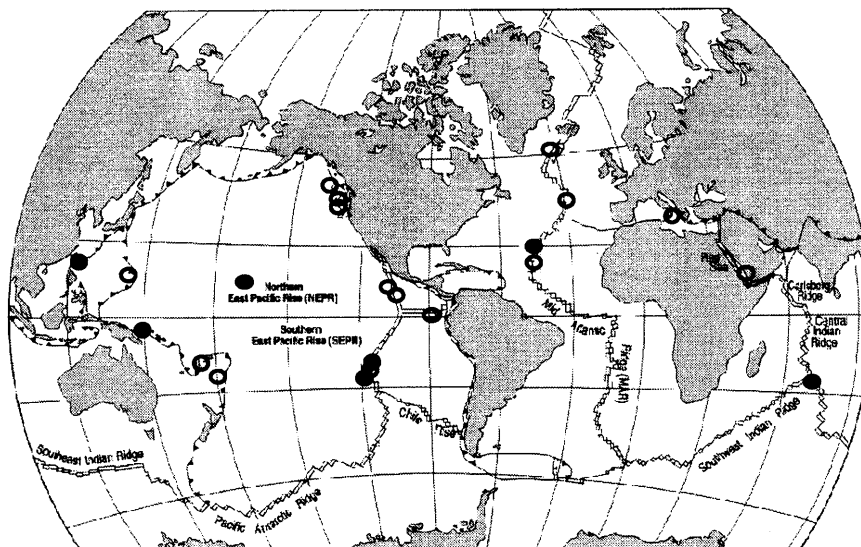 Northern
East Pacific Rise (NEPR)
Southern
East Pacific Rise (SEPR)
Mid
Atlantic
Ridge (MAR)
Red
Sea
Carlsberg
Ridge
Central
Indian
Ridge
Chile Rise
Southeast Indian Ridge
Southwest Indian Ridge
Pacific Antarctic Ridge